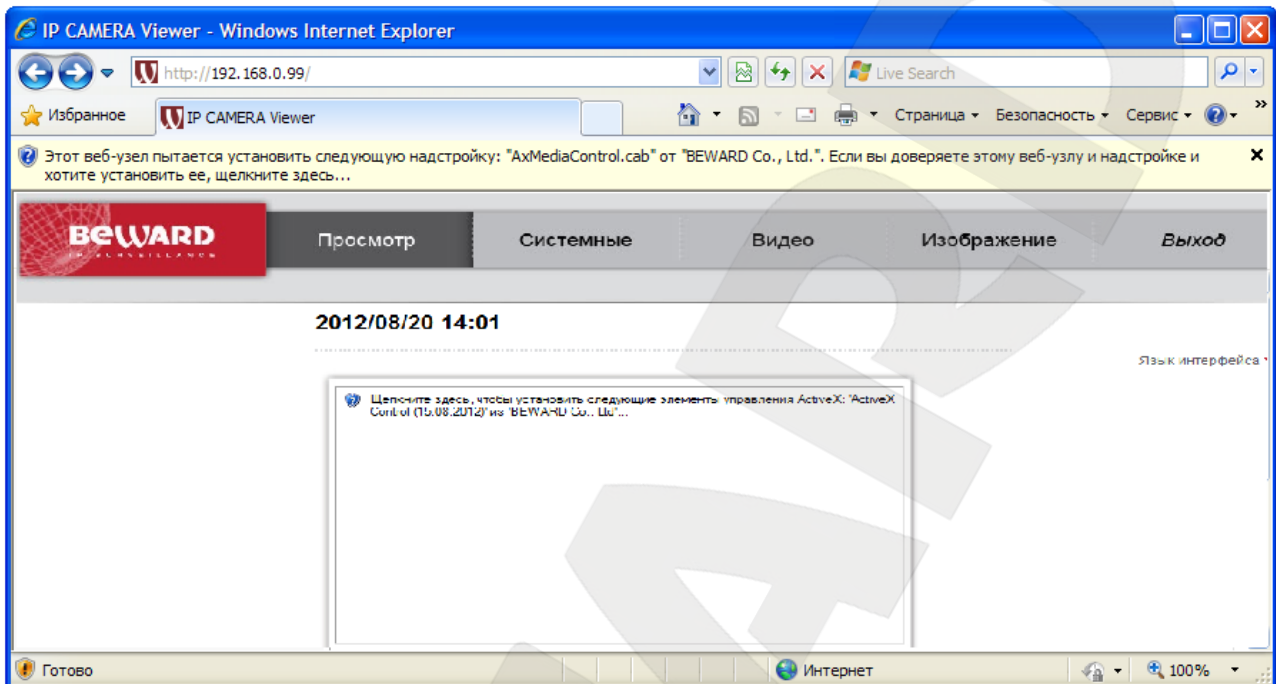 IP CAMERA Viewer - Windows Internet Explorer
http://192.168.0.99/
Live Search
Избранное
IP CAMERA Viewer
Страница
Безопасность
Сервис
Этот веб-узел пытается установить следующую надстройку: "AxMediaControl.cab" от "BEWARD Co., Ltd.". Если вы доверяете этому веб-узлу и надстройке и
хотите установить ее, щелкните здесь...
BEWARD
IP SURVEILLANCE
Просмотр
Системные
Видео
Изображение
Выход
2012/08/20 14:01
Язык интерфейса
Щелкните здесь, чтобы установить следующие элементы управления ActiveX: "ActiveX
Control (15.08.2012)" из "BEWARD Co., Ltd"...
Готово
Интернет
100%